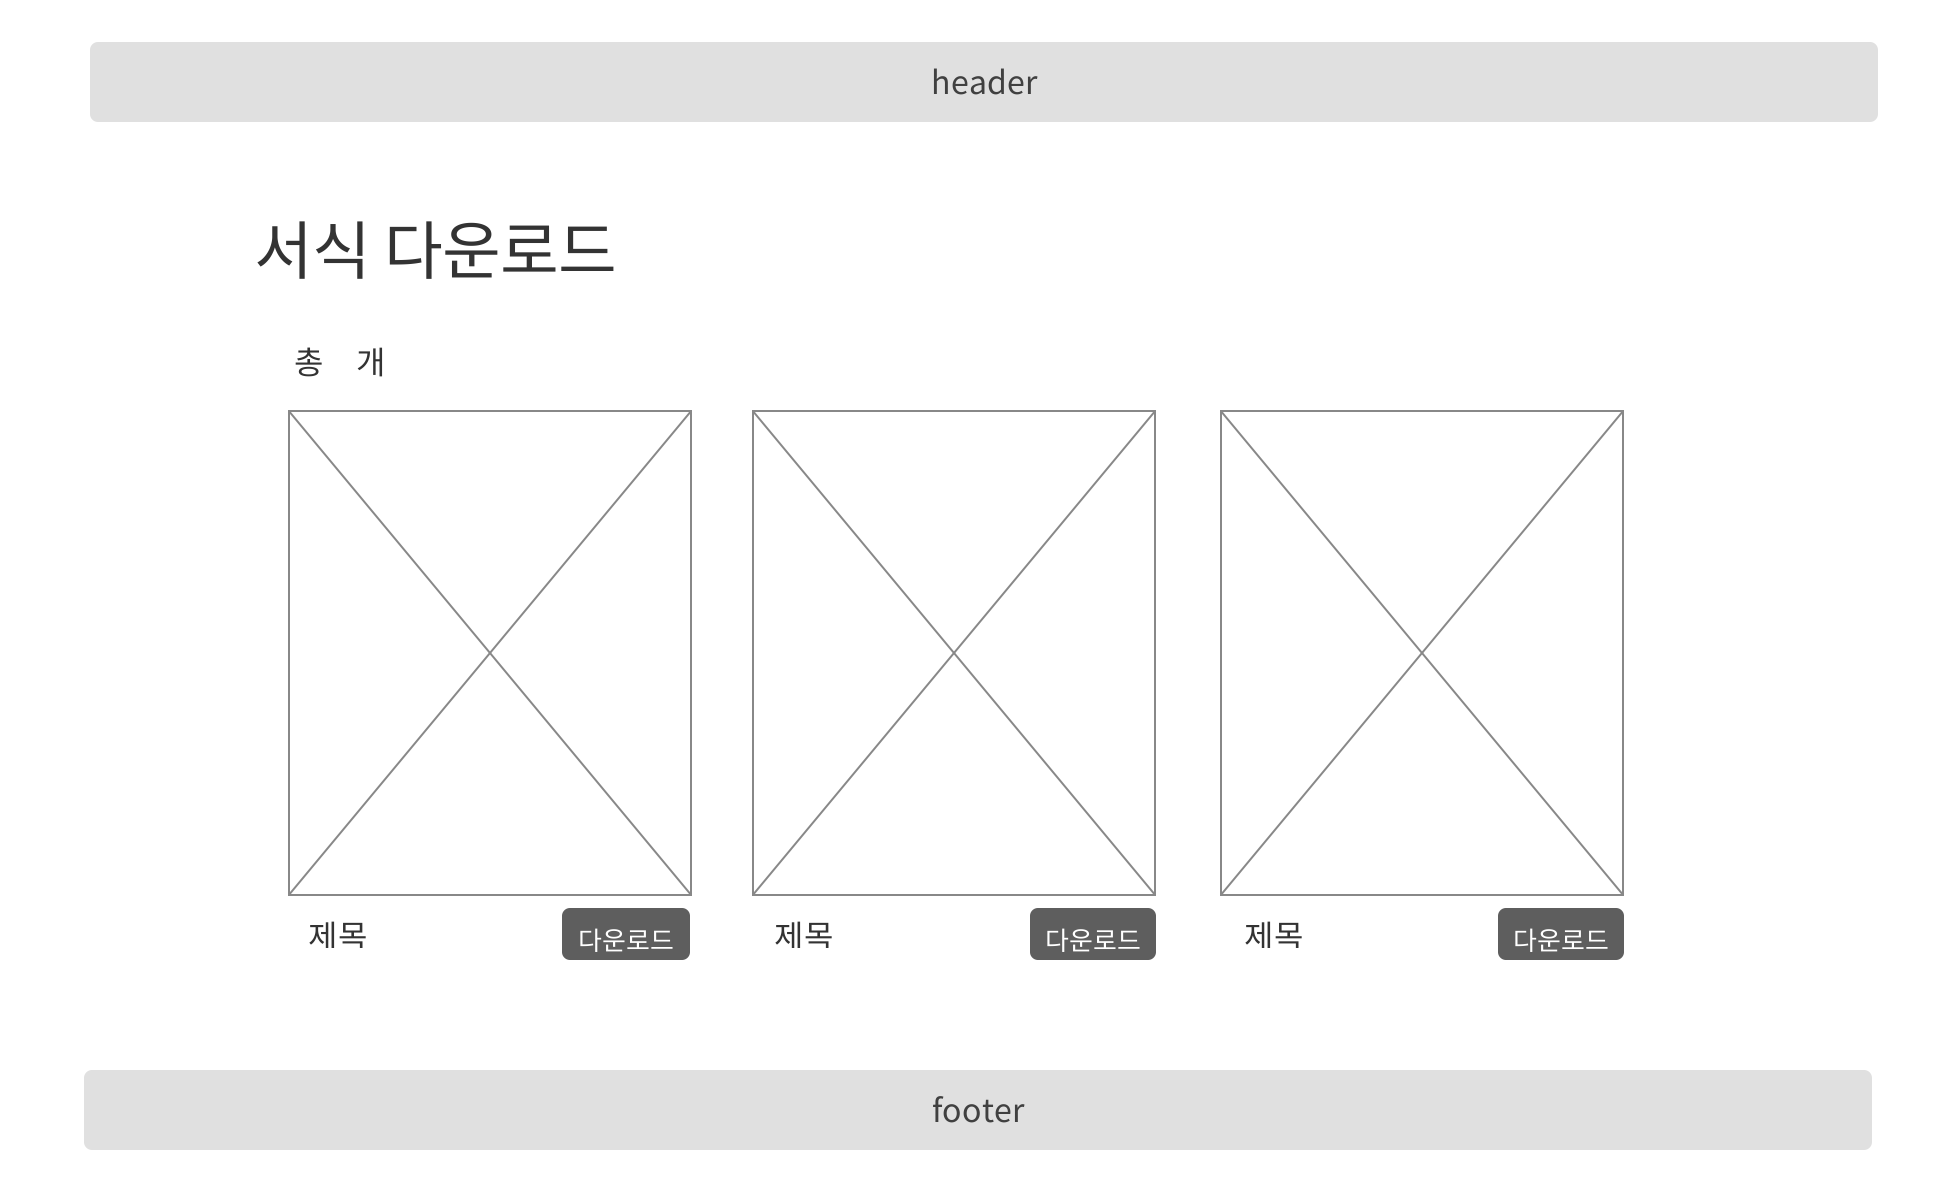 header
서식 다운로드
총 개
제목 다운로드 제목 다운로드 제목 다운로드
footer